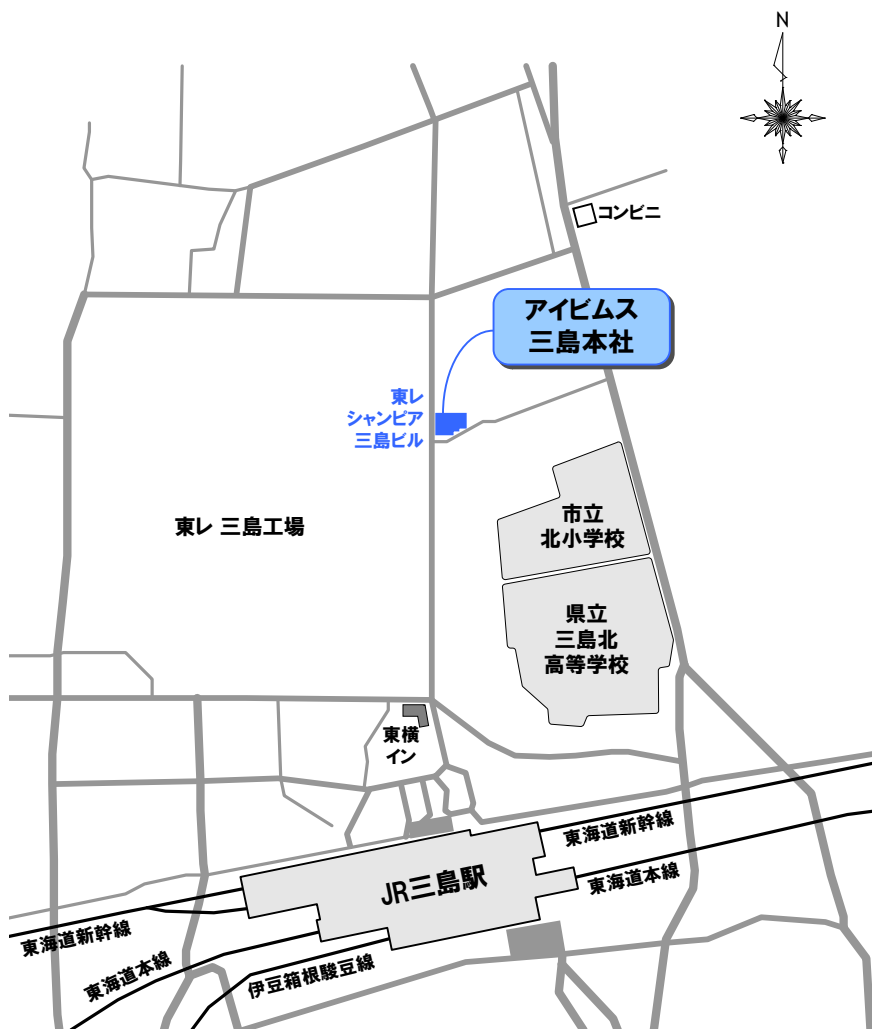 N
コンビニ
アイビムス
三島本社
東レ
シャンピア
三島ビル
東レ 三島工場
市立
北小学校
県立
三島北
高等学校
東横
イン
東海道新幹線
JR三島駅
東海道本線
東海道新幹線
東海道本線
伊豆箱根駿豆線